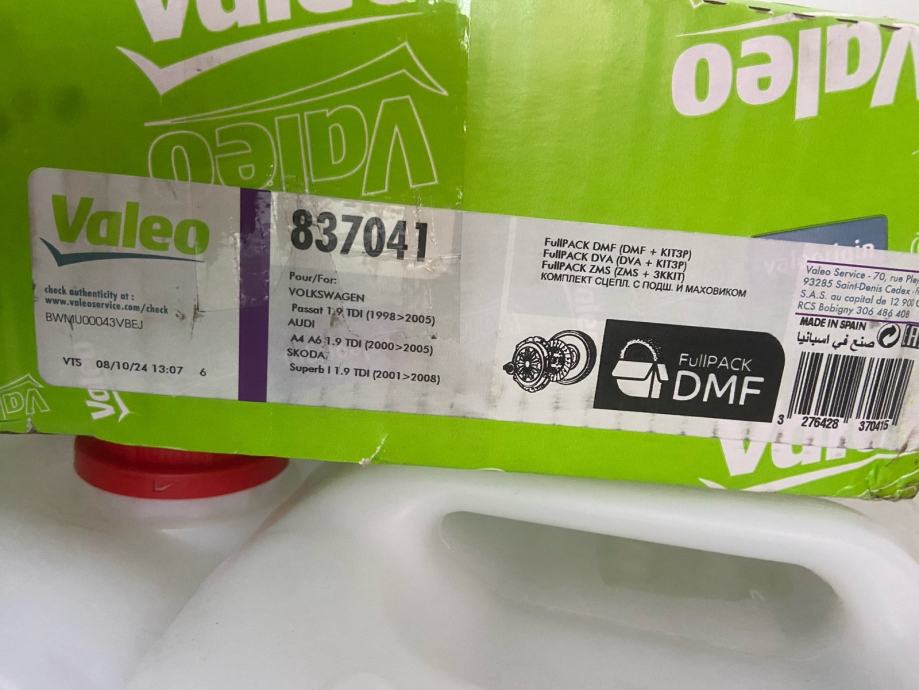 Valeo
Valeo
Valeo
Valeo
check authenticity at :
www.valeoservice.com/check
BWMU00043VBEJ
VTS 08/10/24 13:07 6
837041
Pour/For:
VOLKSWAGEN
Passat 1.9 TDI (1998>2005)
AUDI
A4 A6 1.9 TDI (2000>2005)
SKODA
Superb I 1.9 TDI (2001>2008)
FullPACK DMF (DMF + KIT3P)
FullPACK DVA (DVA + KIT3P)
FullPACK ZMS (ZMS + 3KKIT)
КОМПЛЕКТ СЦЕПЛ. С ПОДШ. И МАХОВИКОМ
FullPACK
DMF
Valeo Service - 70, rue
93285 Saint-Denis Cedex
S.A.S. au capital de 12
RCS Bobigny 306 486 408
MADE IN SPAIN
صنع في اسبانيا
3 276428 370415